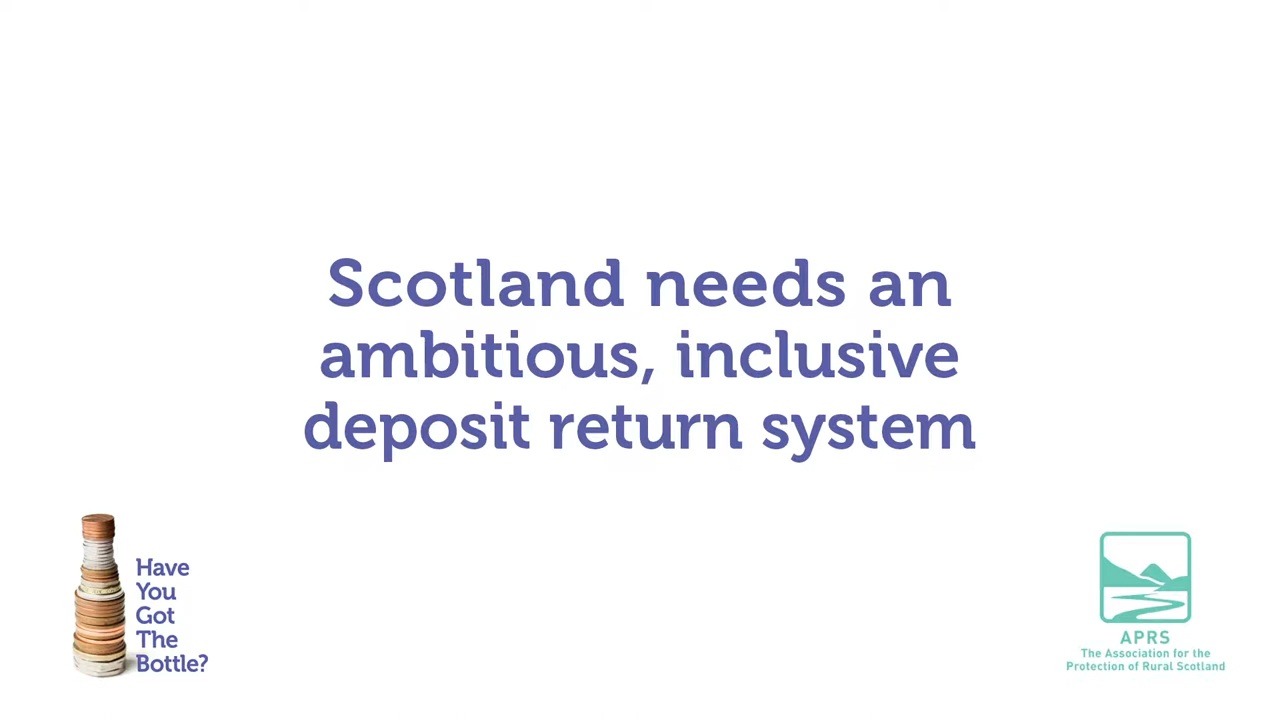 Scotland needs an
ambitious, inclusive
deposit return system
Have
You
Got
The
Bottle?
APRS
The Association for the
Protection of Rural Scotland